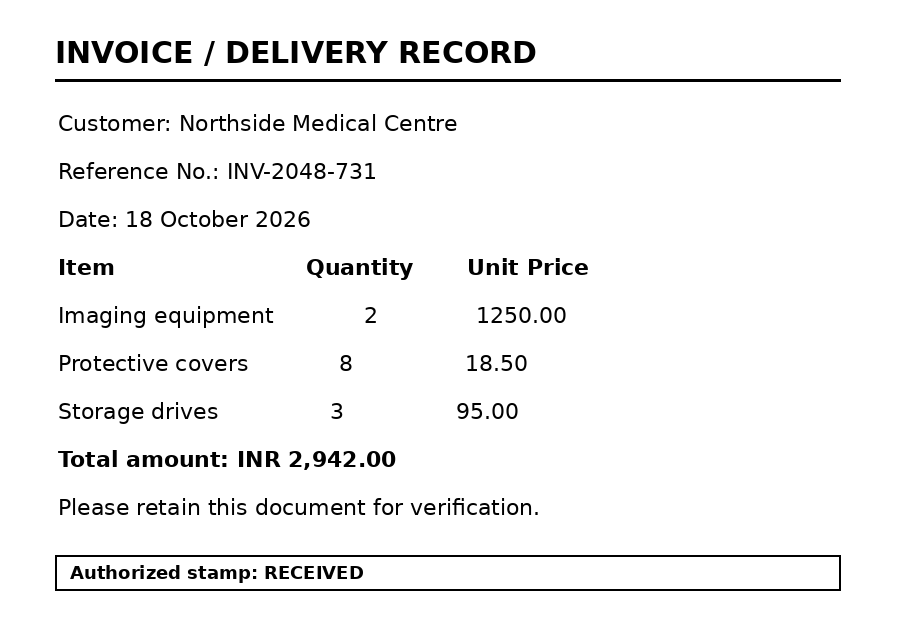 INVOICE / DELIVERY RECORD
Customer: Northside Medical Centre
Reference No.: INV-2048-731
Date: 18 October 2026
Item Quantity Unit Price
Imaging equipment 2 1250.00
Protective covers 8 18.50
Storage drives 3 95.00
Total amount: INR 2,942.00
Please retain this document for verification.
Authorized stamp: RECEIVED